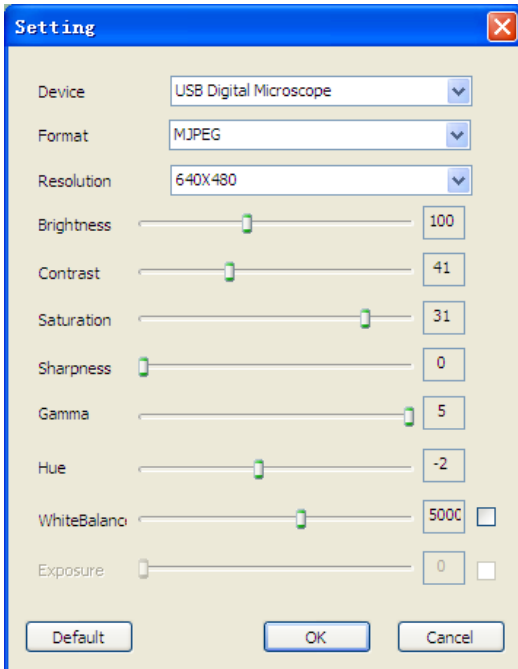 Setting
Device USB Digital Microscope
Format MJPEG
Resolution 640X480
Brightness 100
Contrast 41
Saturation 31
Sharpness 0
Gamma 5
Hue -2
WhiteBalanc 500
Exposure 0
Default OK Cancel